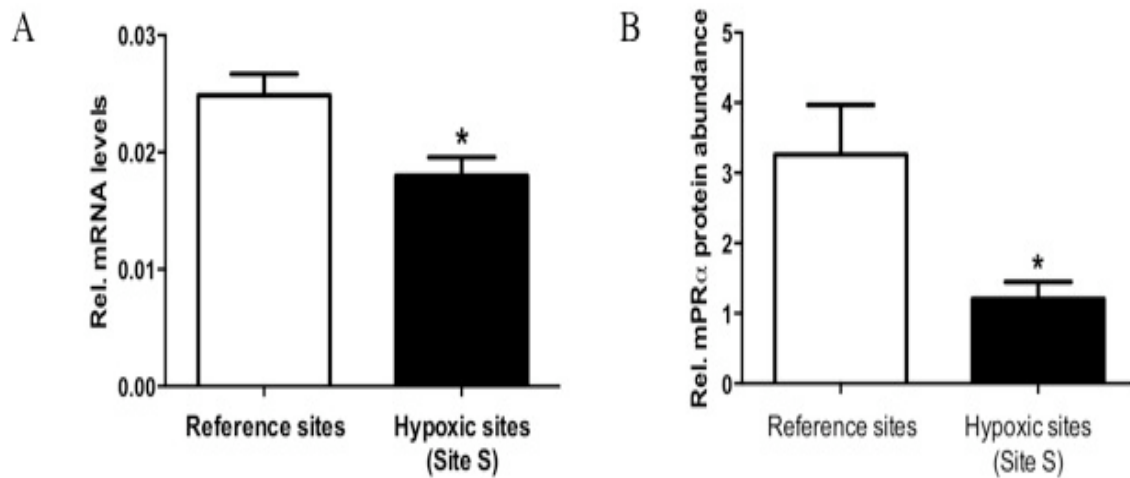 A
Rel. mRNA levels
0.03
0.02
0.01
0.00
*
Reference sites
Hypoxic sites
(Site S)
B
Rel. mPRα protein abundance
5
4
3
2
1
0
*
Reference sites
Hypoxic sites
(Site S)